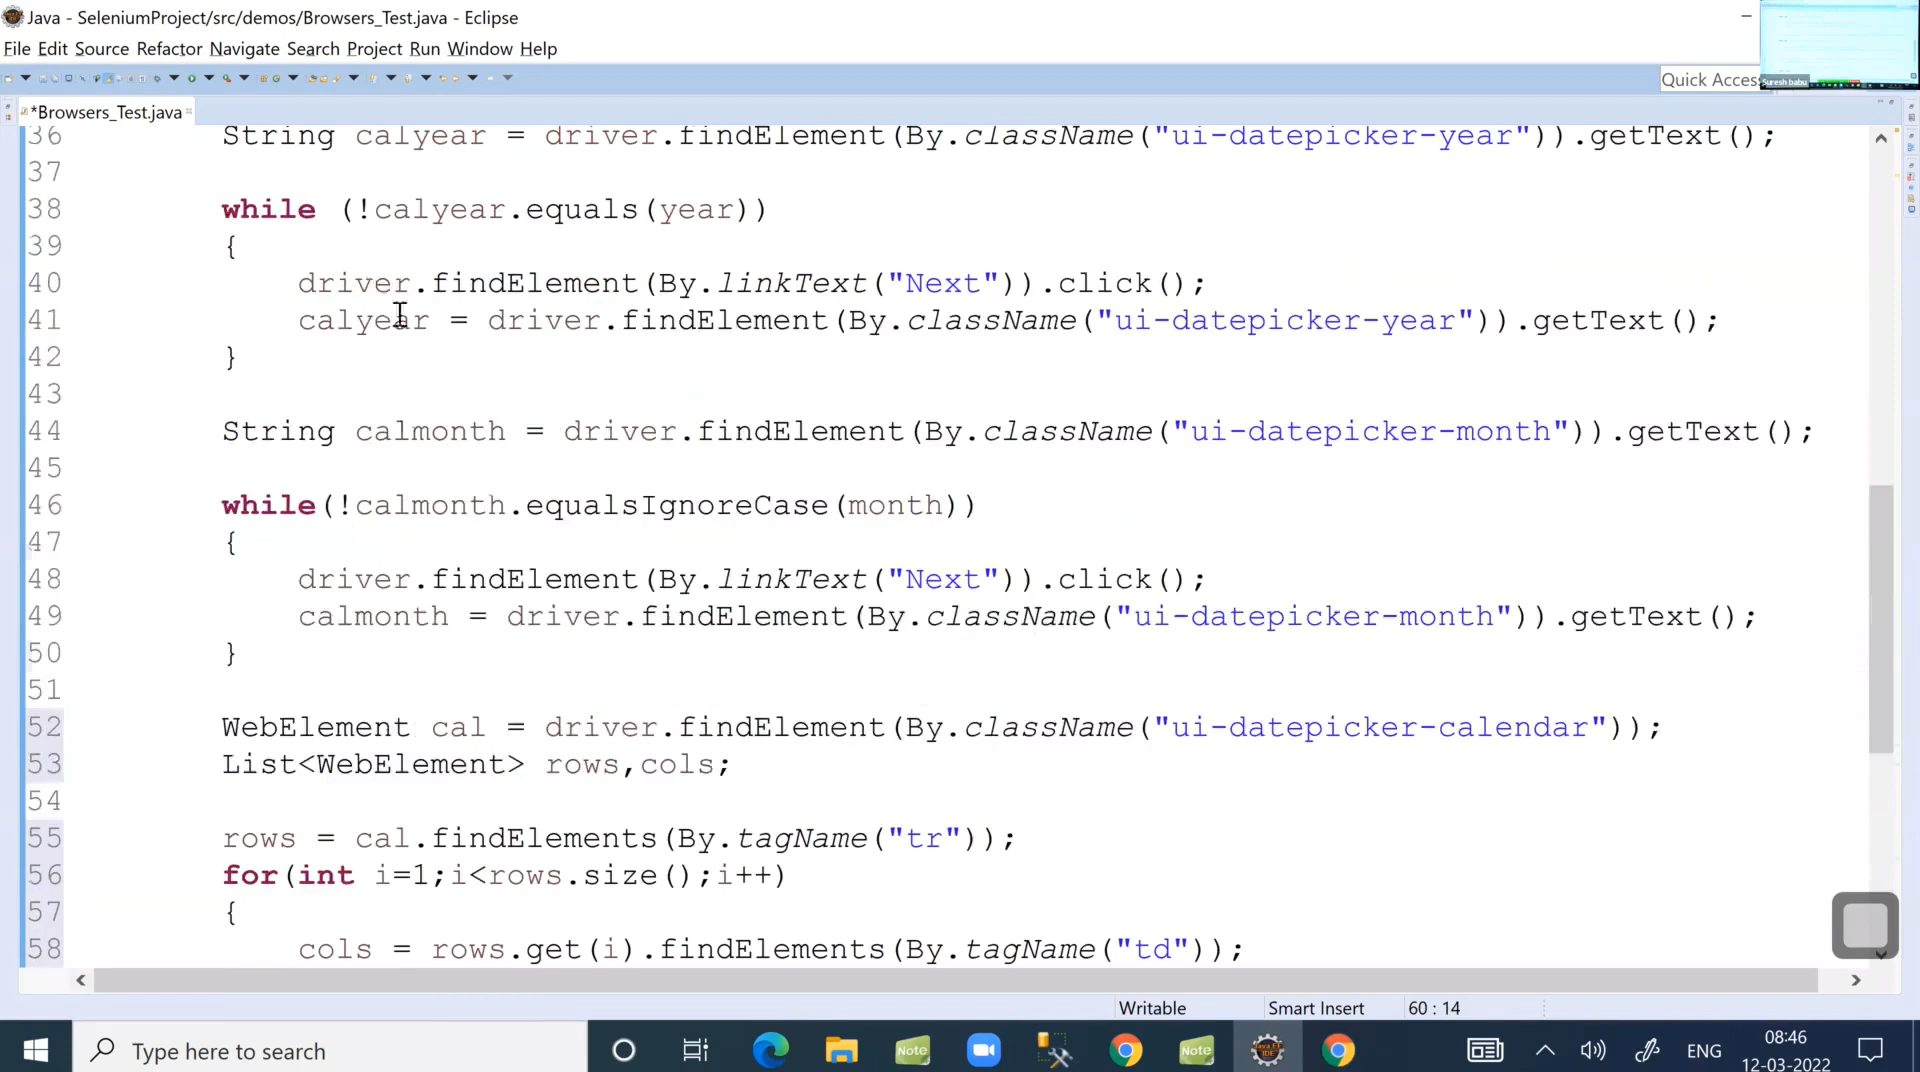 Java - SeleniumProject/src/demos/Browsers_Test.java - Eclipse
File Edit Source Refactor Navigate Search Project Run Window Help
Quick Access
Suresh babu
*Browsers_Test.java
36 String calyear = driver.findElement(By.className("ui-datepicker-year")).getText();
37
38 while (!calyear.equals(year))
39 {
40 driver.findElement(By.linkText("Next")).click();
41 calyear = driver.findElement(By.className("ui-datepicker-year")).getText();
42 }
43
44 String calmonth = driver.findElement(By.className("ui-datepicker-month")).getText();
45
46 while(!calmonth.equalsIgnoreCase(month))
47 {
48 driver.findElement(By.linkText("Next")).click();
49 calmonth = driver.findElement(By.className("ui-datepicker-month")).getText();
50 }
51
52 WebElement cal = driver.findElement(By.className("ui-datepicker-calendar"));
53 List<WebElement> rows,cols;
54
55 rows = cal.findElements(By.tagName("tr"));
56 for(int i=1;i<rows.size();i++)
57 {
58 cols = rows.get(i).findElements(By.tagName("td"));
Writable Smart Insert 60 : 14
Type here to search
Note
Note
Java EE
IDE
ENG
08:46
12-03-2022